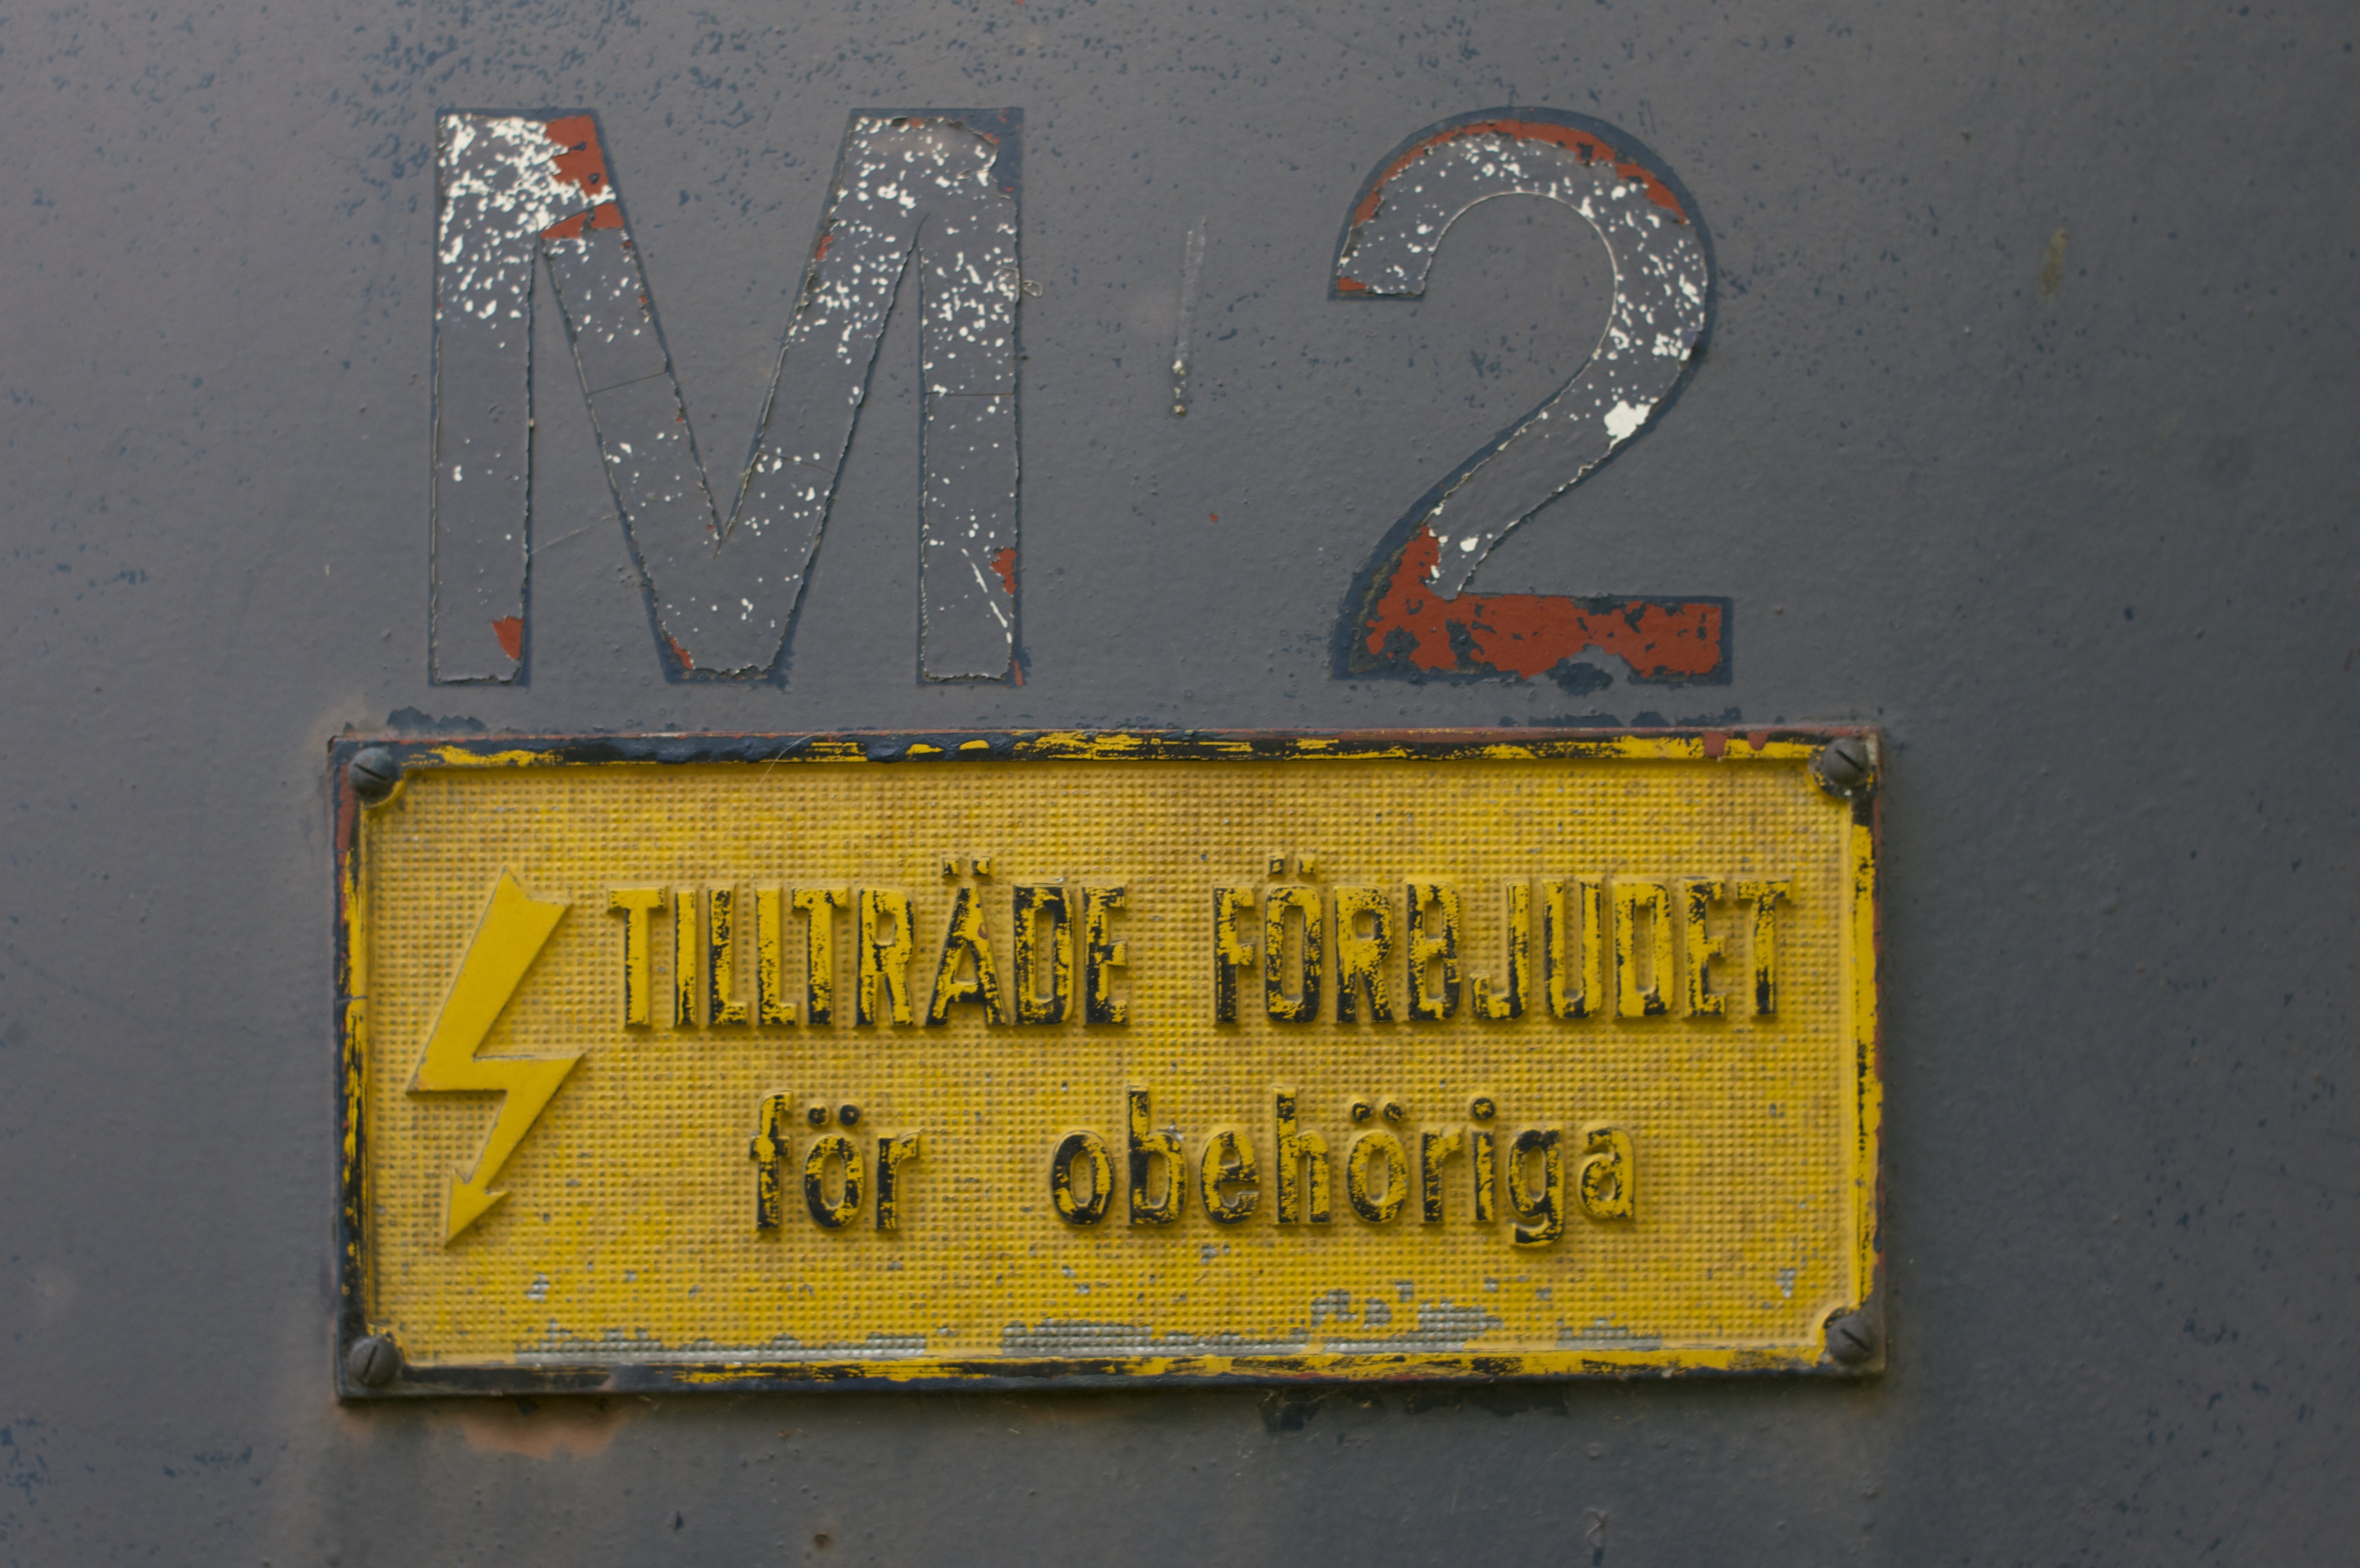 M 2
TILLTRÄDE FÖRBJUDET
för obehöriga